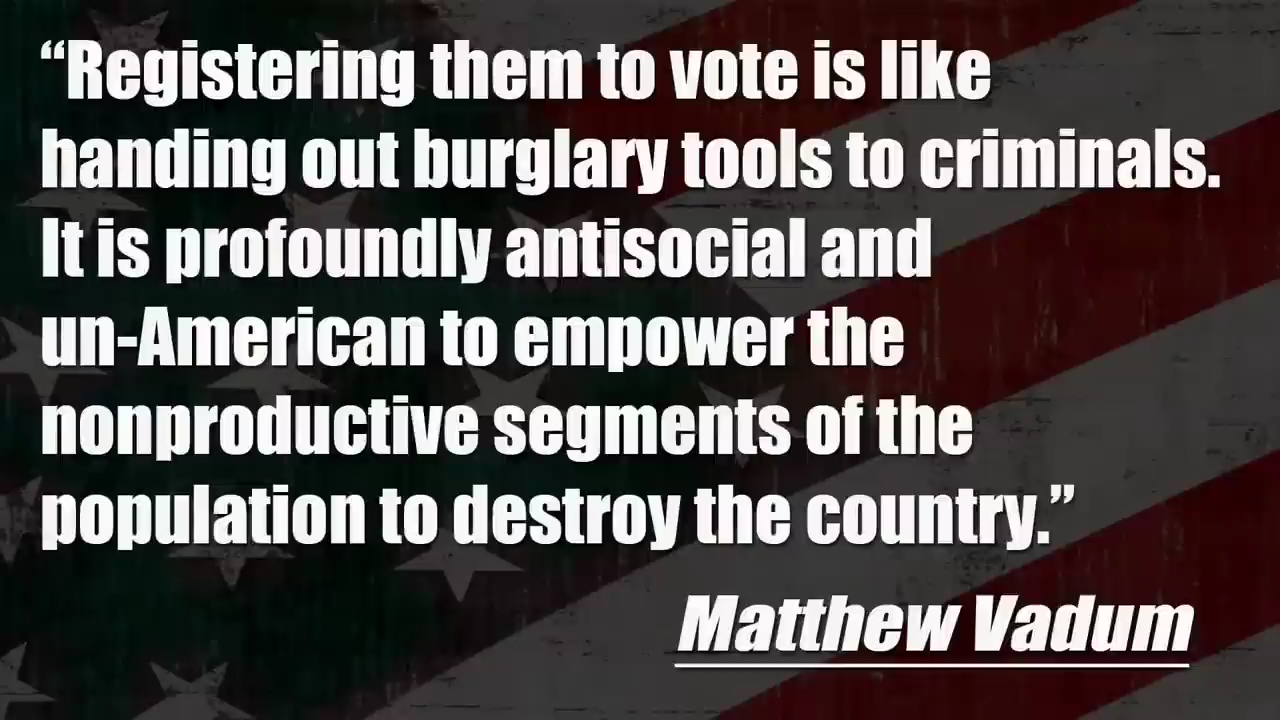 “Registering them to vote is like
handing out burglary tools to criminals.
It is profoundly antisocial and
un-American to empower the
nonproductive segments of the
population to destroy the country.”
Matthew Vadum